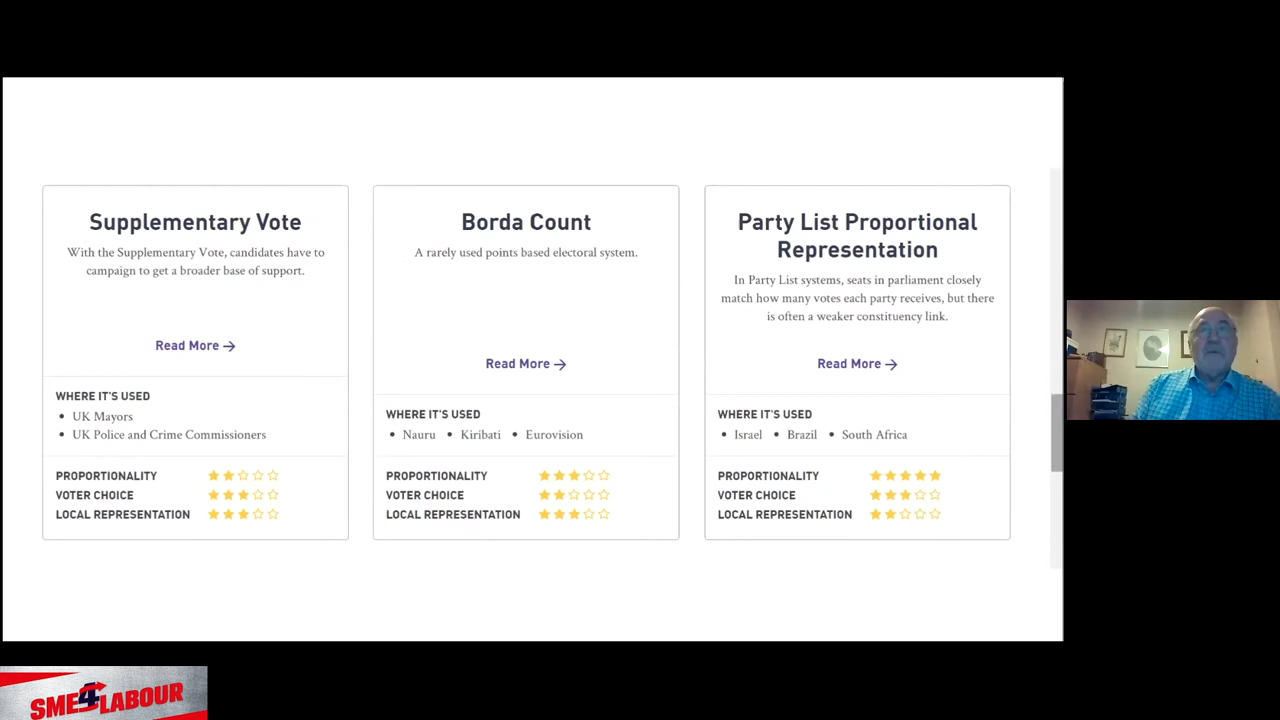 Supplementary Vote
With the Supplementary Vote, candidates have to
campaign to get a broader base of support.
Read More →
WHERE IT'S USED
• UK Mayors
• UK Police and Crime Commissioners
PROPORTIONALITY ★★☆☆☆
VOTER CHOICE ★★★☆☆
LOCAL REPRESENTATION ★★★☆☆
Borda Count
A rarely used points based electoral system.
Read More →
WHERE IT'S USED
• Nauru • Kiribati • Eurovision
PROPORTIONALITY ★★★☆☆
VOTER CHOICE ★★☆☆☆
LOCAL REPRESENTATION ★★★☆☆
Party List Proportional
Representation
In Party List systems, seats in parliament closely
match how many votes each party receives, but there
is often a weaker constituency link.
Read More →
WHERE IT'S USED
• Israel • Brazil • South Africa
PROPORTIONALITY ★★★★★
VOTER CHOICE ★★★☆☆
LOCAL REPRESENTATION ★★☆☆☆
SME4LABOUR